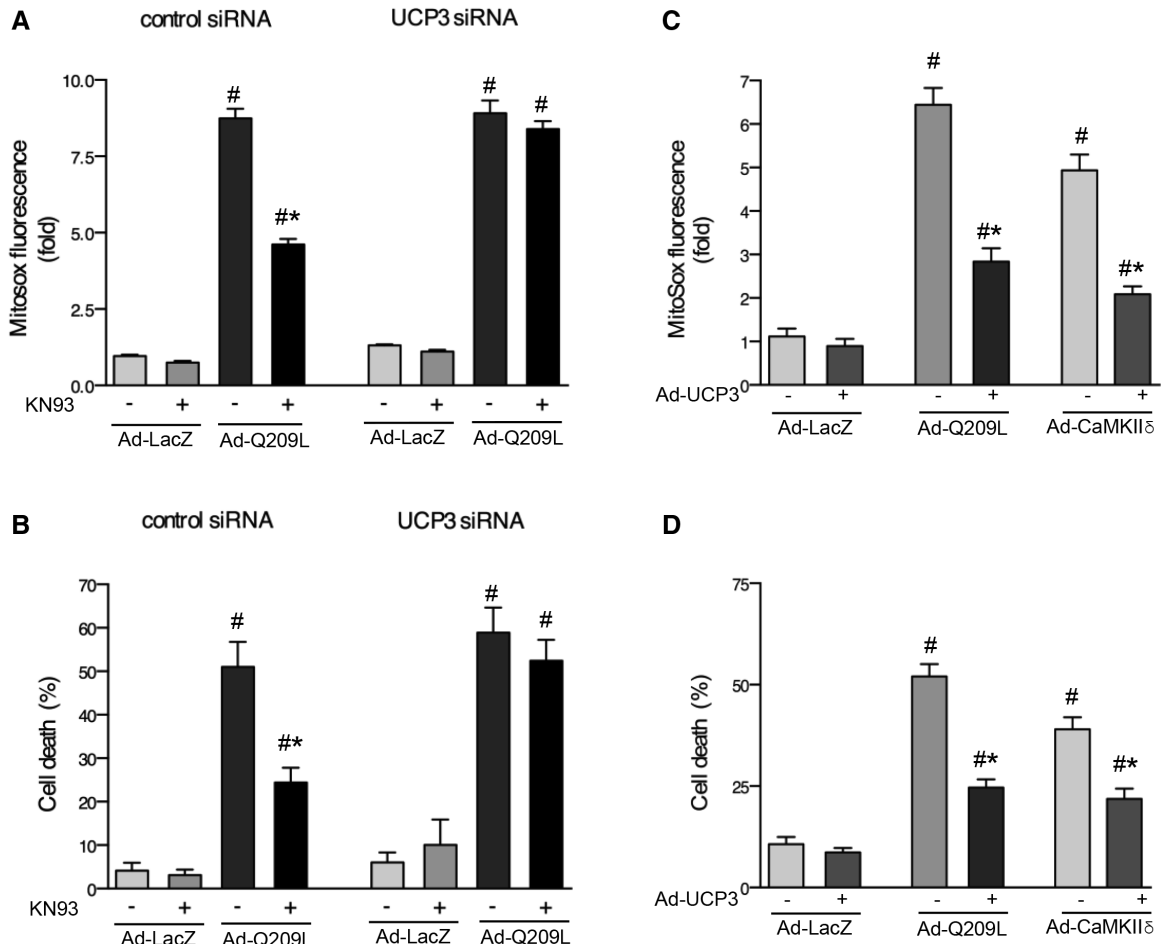 A
control siRNA
UCP3 siRNA
Mitosox fluorescence
(fold)
10.0
7.5
5.0
2.5
0.0
#
#*
#
#
KN93 - + - + - + - +
Ad-LacZ Ad-Q209L Ad-LacZ Ad-Q209L
C
MitoSox fluorescence
(fold)
7
6
5
4
3
2
1
0
#
#*
#
#*
Ad-UCP3 - + - + - +
Ad-LacZ Ad-Q209L Ad-CaMKIIδ
B
control siRNA
UCP3 siRNA
Cell death (%)
70
60
50
40
30
20
10
0
#
#*
#
#
KN93 - + - + - + - +
Ad-LacZ Ad-Q209L Ad-LacZ Ad-Q209L
D
Cell death (%)
75
50
25
0
#
#*
#
#*
Ad-UCP3 - + - + - +
Ad-LacZ Ad-Q209L Ad-CaMKIIδ